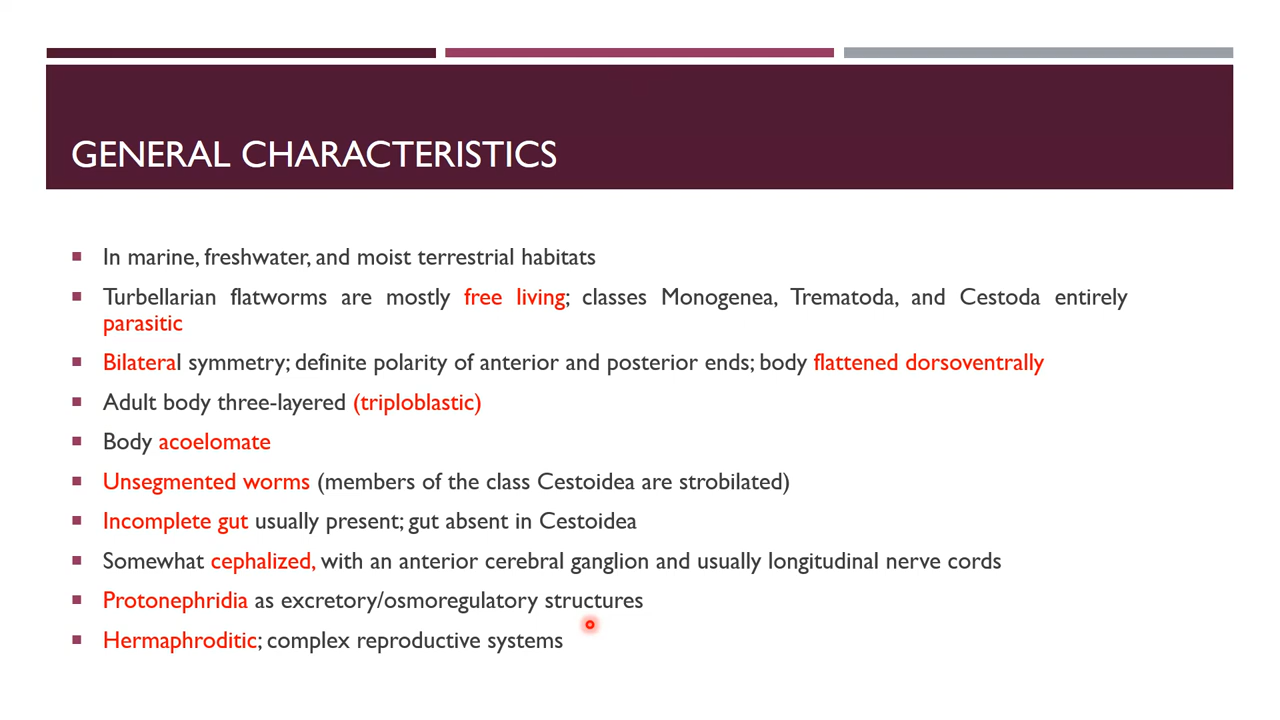 GENERAL CHARACTERISTICS
In marine, freshwater, and moist terrestrial habitats
Turbellarian flatworms are mostly free living; classes Monogenea, Trematoda, and Cestoda entirely
parasitic
Bilateral symmetry; definite polarity of anterior and posterior ends; body flattened dorsoventrally
Adult body three-layered (triploblastic)
Body acoelomate
Unsegmented worms (members of the class Cestoidea are strobilated)
Incomplete gut usually present; gut absent in Cestoidea
Somewhat cephalized, with an anterior cerebral ganglion and usually longitudinal nerve cords
Protonephridia as excretory/osmoregulatory structures
Hermaphroditic; complex reproductive systems